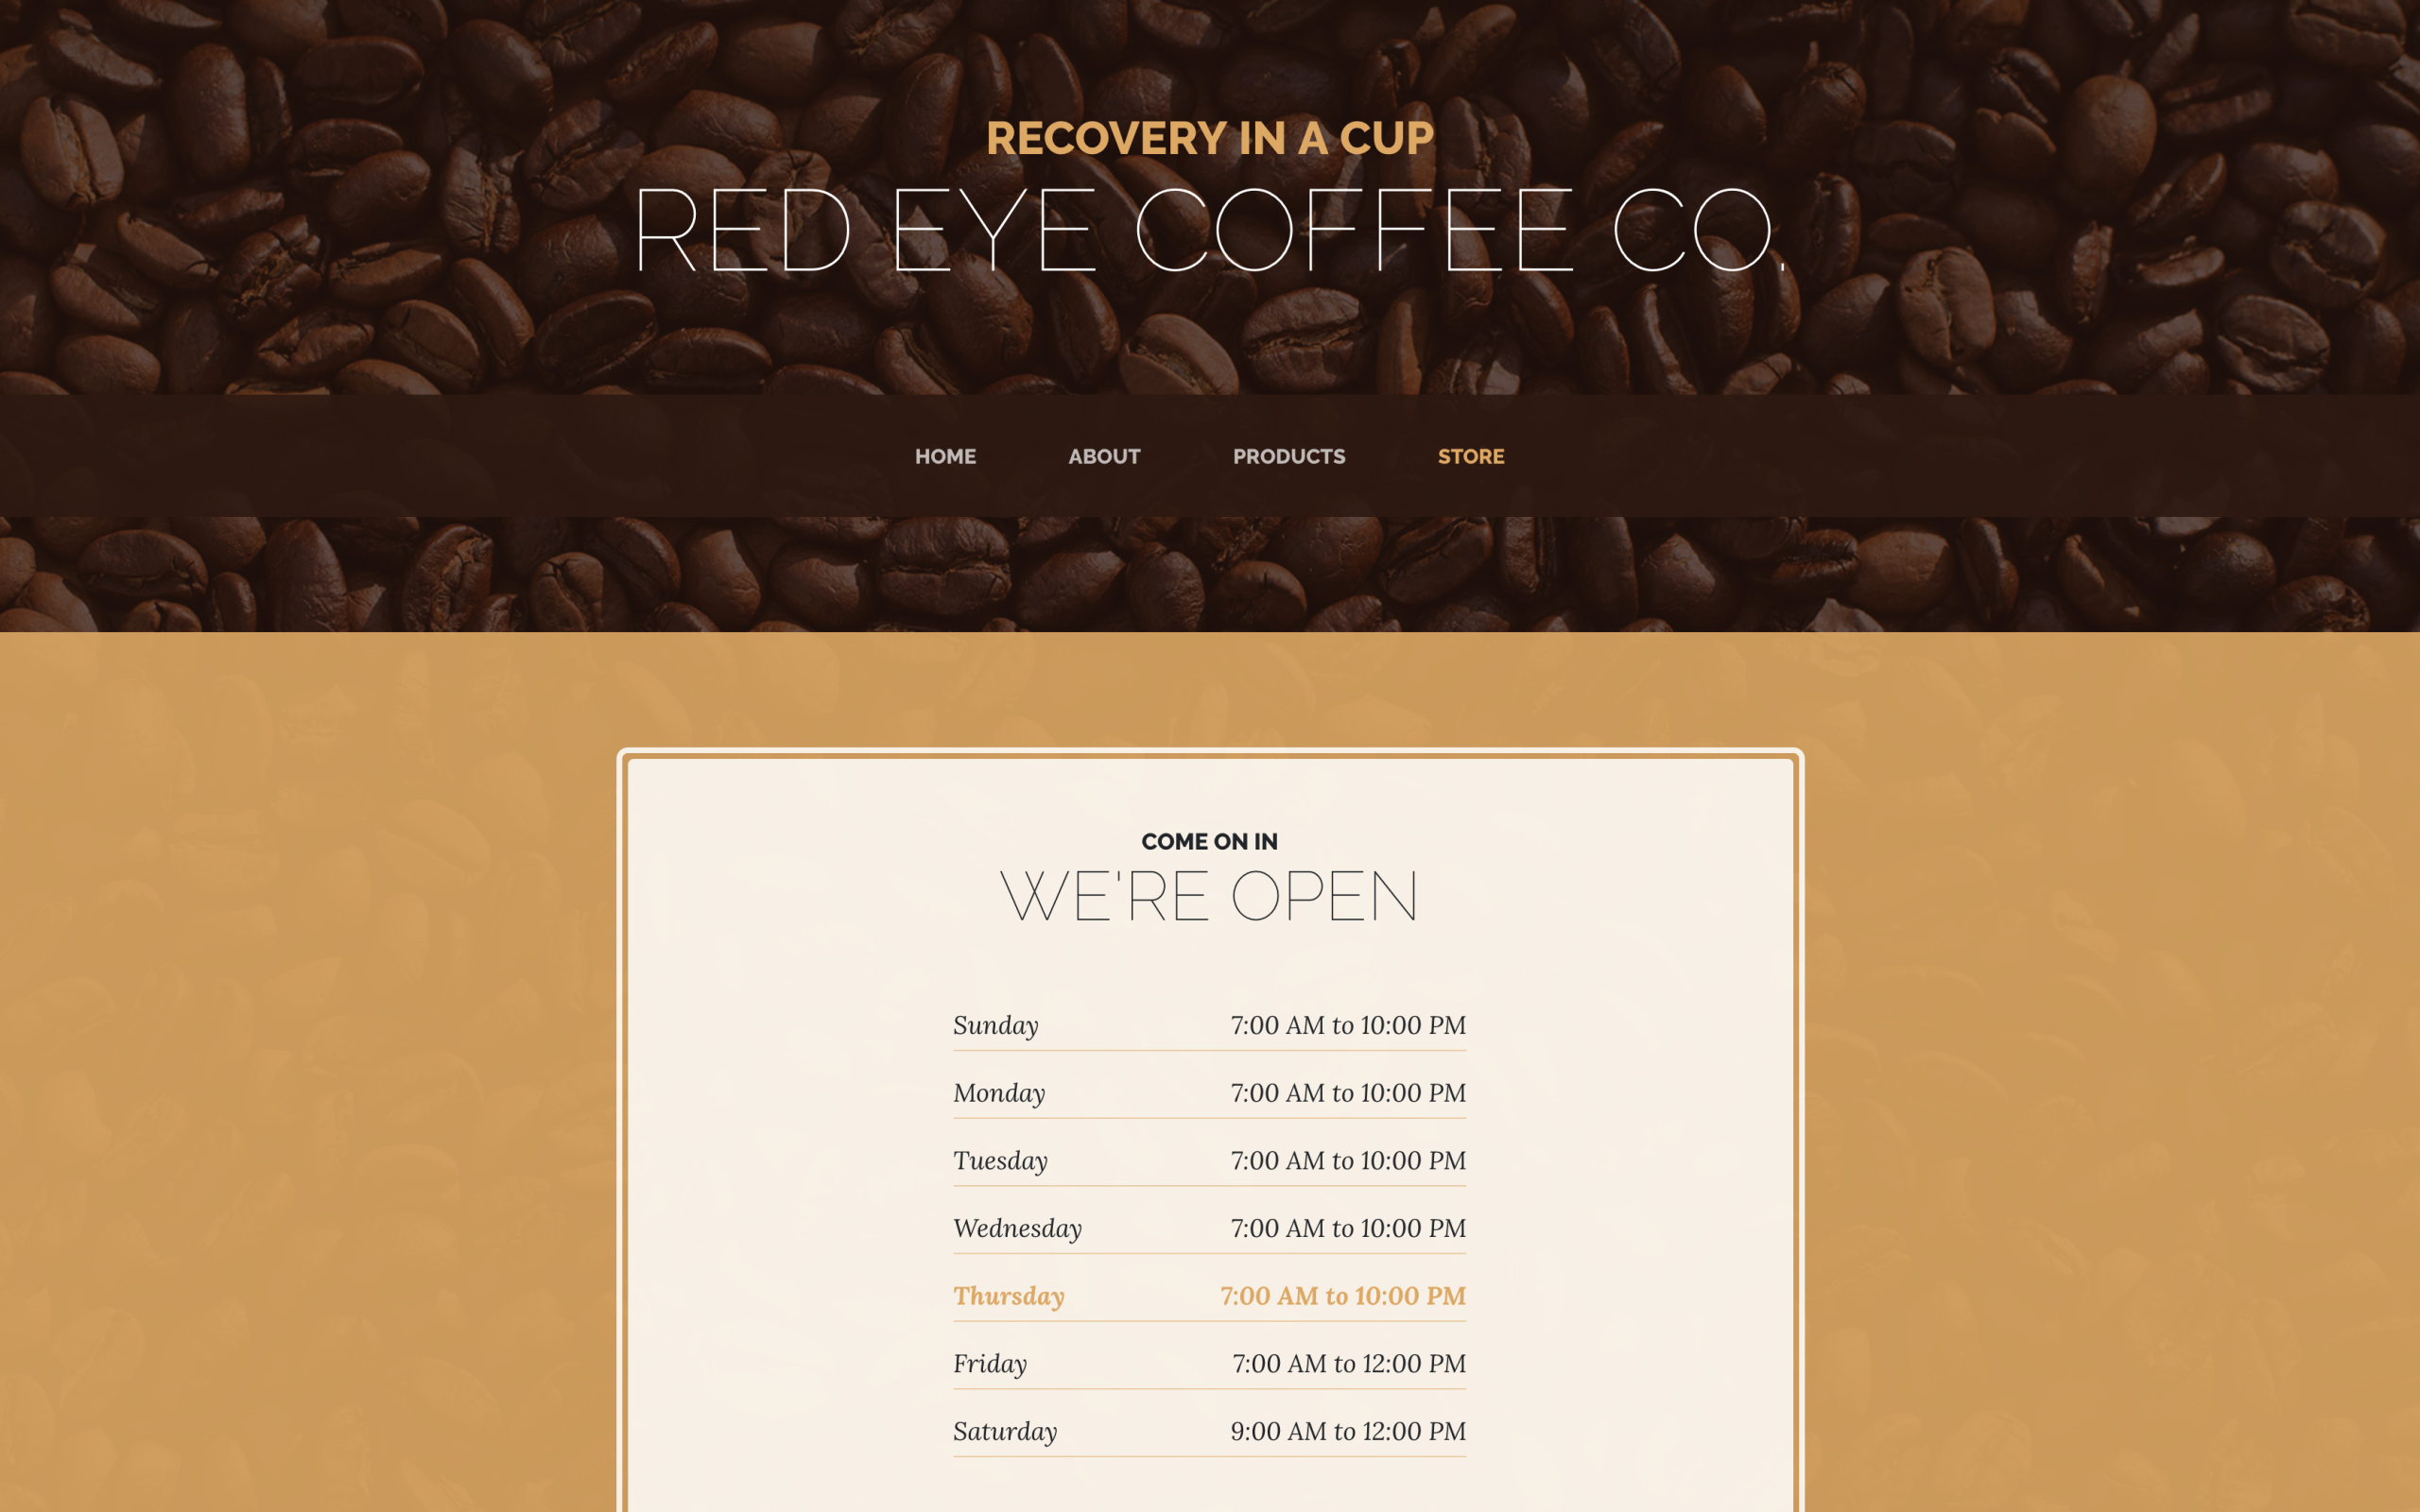 RECOVERY IN A CUP
RED EYE COFFEE CO.
HOME ABOUT PRODUCTS STORE
COME ON IN
WE'RE OPEN
Sunday 7:00 AM to 10:00 PM
Monday 7:00 AM to 10:00 PM
Tuesday 7:00 AM to 10:00 PM
Wednesday 7:00 AM to 10:00 PM
Thursday 7:00 AM to 10:00 PM
Friday 7:00 AM to 12:00 PM
Saturday 9:00 AM to 12:00 PM